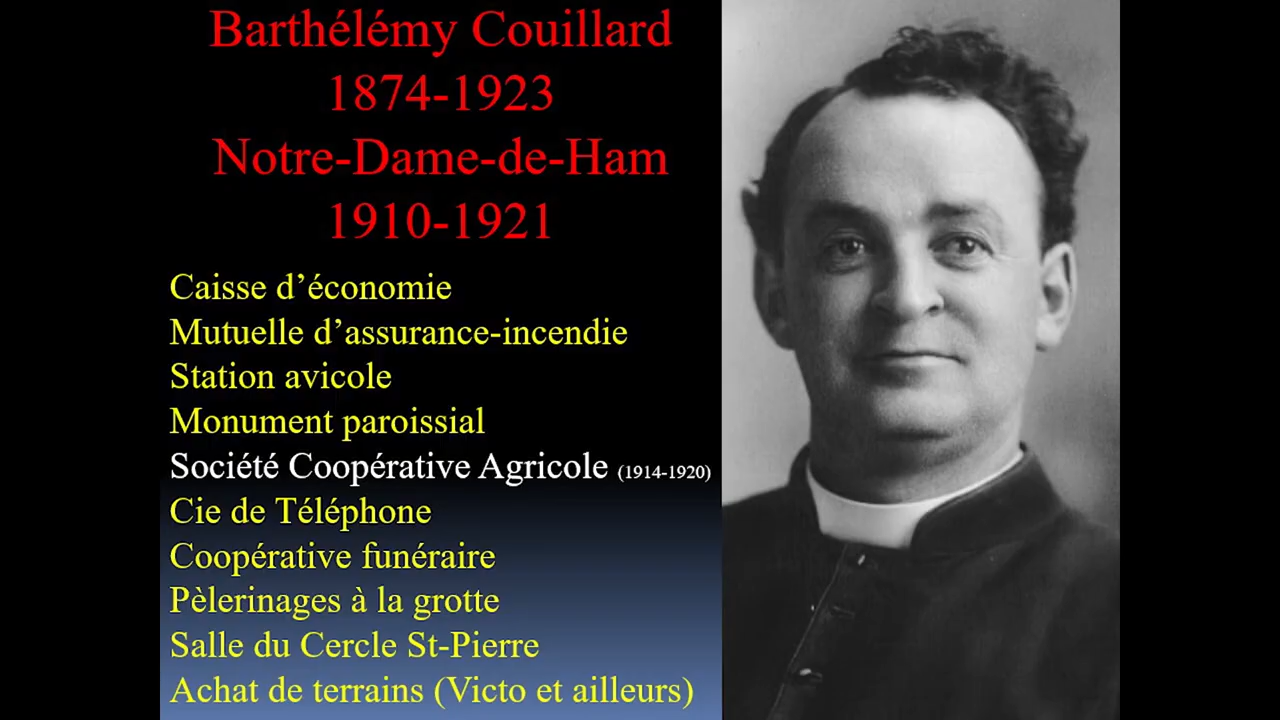 Barthélémy Couillard
1874-1923
Notre-Dame-de-Ham
1910-1921
Caisse d’économie
Mutuelle d’assurance-incendie
Station avicole
Monument paroissial
Société Coopérative Agricole (1914-1920)
Cie de Téléphone
Coopérative funéraire
Pèlerinages à la grotte
Salle du Cercle St-Pierre
Achat de terrains (Victo et ailleurs)